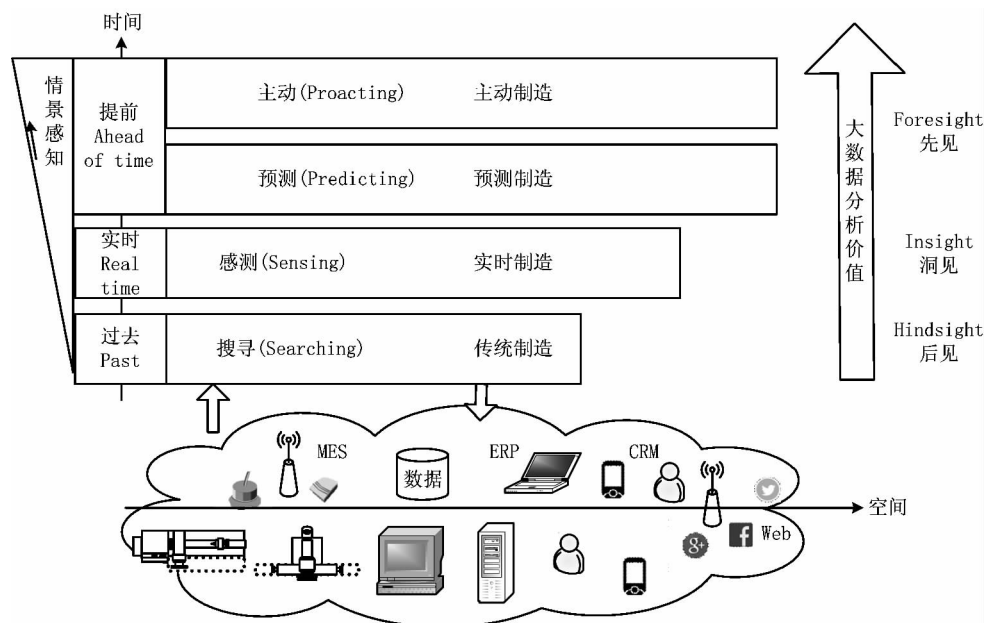 时间
情景感知
提前
Ahead
of time
主动(Proacting) 主动制造
预测(Predicting) 预测制造
实时
Real
time
感测(Sensing) 实时制造
过去
Past
搜寻(Searching) 传统制造
大数据分析价值
Foresight
先见
Insight
洞见
Hindsight
后见
MES
数据
ERP
CRM
空间
g+
f
Web